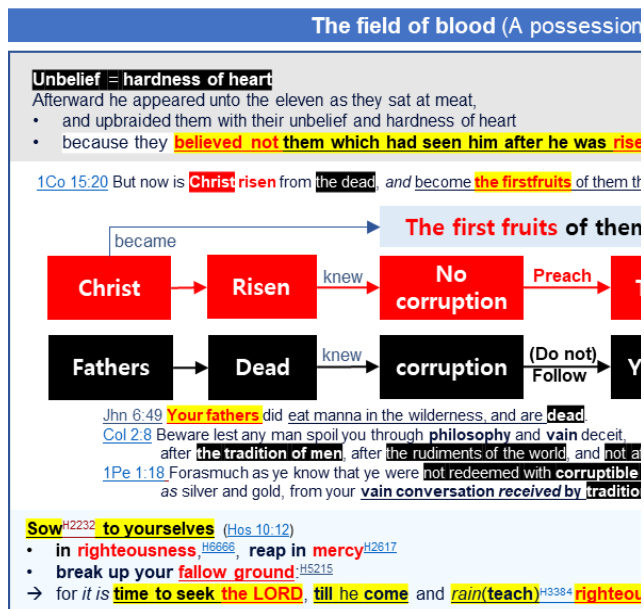 The field of blood (A possession
Unbelief = hardness of heart
Afterward he appeared unto the eleven as they sat at meat,
• and upbraided them with their unbelief and hardness of heart
• because they believed not them which had seen him after he was rise
1Co 15:20 But now is Christ risen from the dead, and become the firstfruits of them th
became
The first fruits of them
Christ
Risen
knew
No corruption
Preach
T
Fathers
Dead
knew
corruption
(Do not) Follow
Y
Jhn 6:49 Your fathers did eat manna in the wilderness, and are dead.
Col 2:8 Beware lest any man spoil you through philosophy and vain deceit,
after the tradition of men, after the rudiments of the world, and not af
1Pe 1:18 Forasmuch as ye know that ye were not redeemed with corruptible
as silver and gold, from your vain conversation received by tradition
Sow H2232 to yourselves (Hos 10:12)
• in righteousness, H6666, reap in mercy H2617
• break up your fallow ground: H5215
→ for it is time to seek the LORD, till he come and rain(teach) H3384 righteou